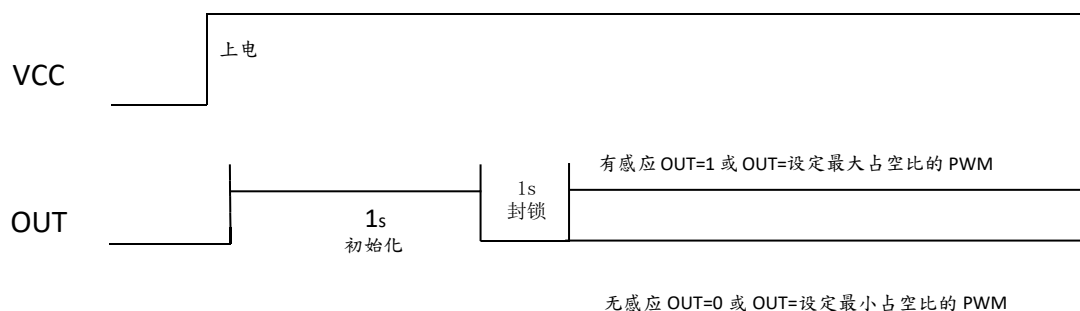 上电
VCC
有感应 OUT=1 或 OUT=设定最大占空比的 PWM
1s
封锁
OUT
1s
初始化
无感应 OUT=0 或 OUT=设定最小占空比的 PWM